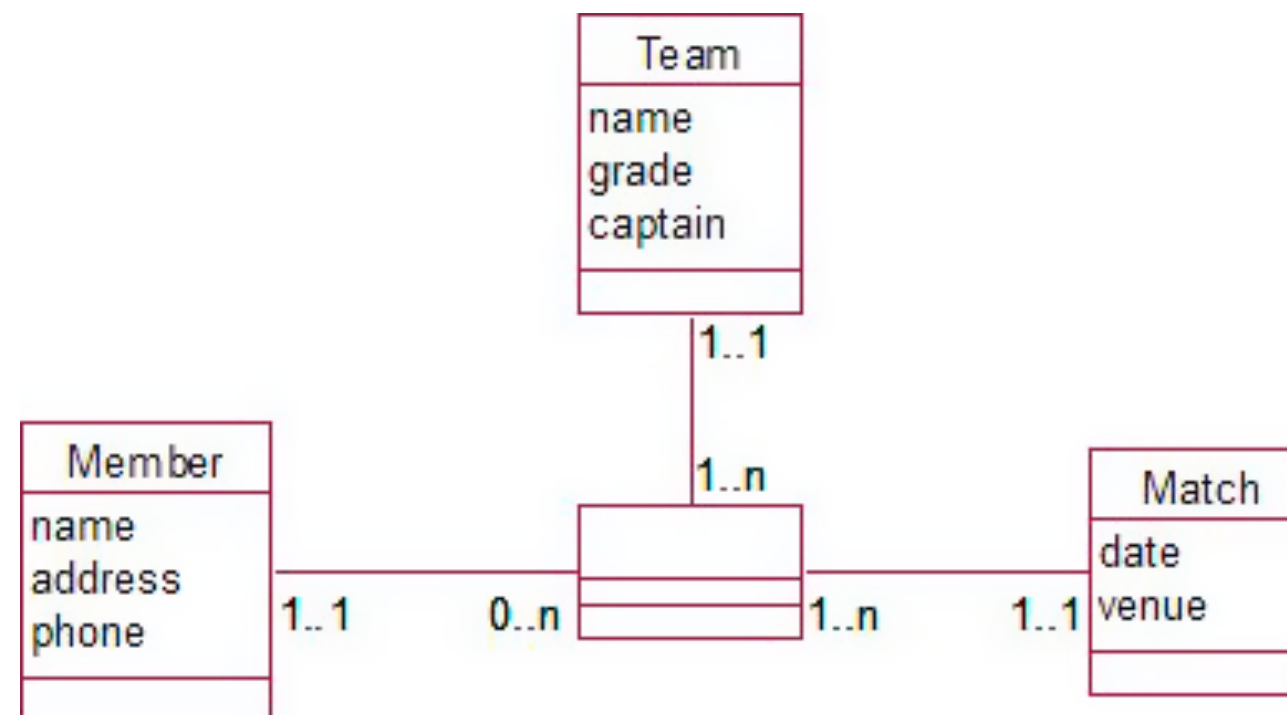 Team
name
grade
captain
1..1
1..n
Member
name
address
phone
1..1
0..n
1..n
1..1
Match
date
venue